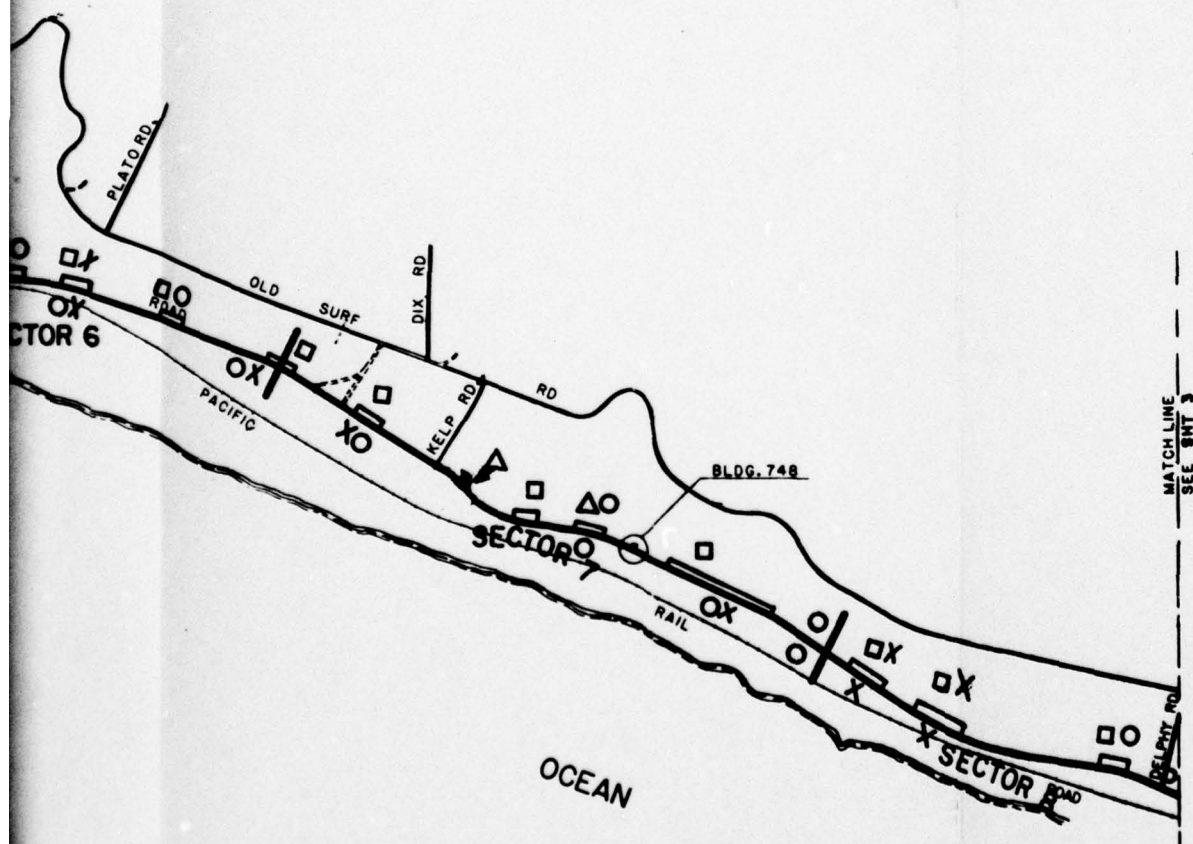 PLATO RD.
OLD SURF RD
DIX RD
KELP RD
ROAD
CTOR 6
PACIFIC
BLDG. 748
SECTOR 7
RAIL
ROAD
SECTOR
OCEAN
DELPHY RD
MATCH LINE
SEE SHT 3